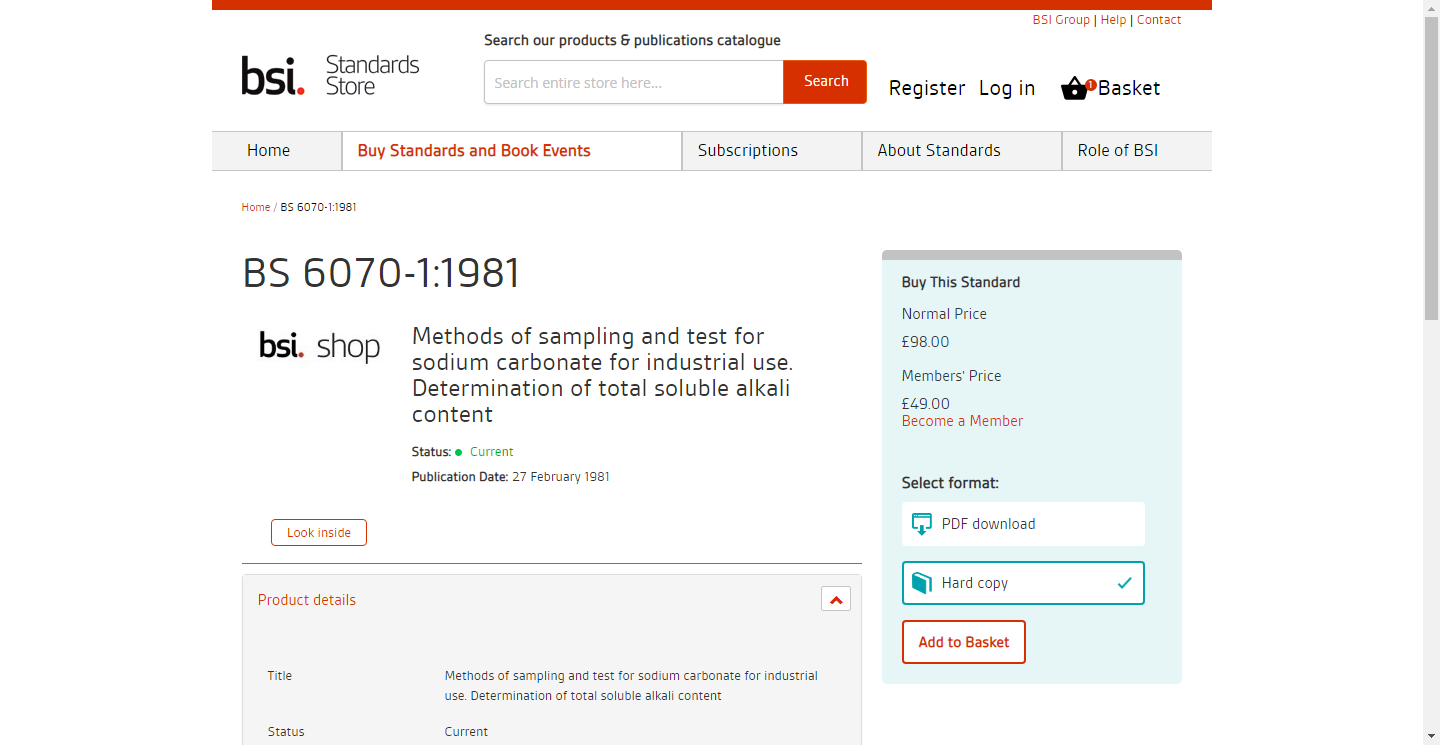 BSI Group | Help | Contact
Search our products & publications catalogue
bsi. Standards Store
Search entire store here...
Search
Register Log in 1 Basket
Home Buy Standards and Book Events Subscriptions About Standards Role of BSI
Home / BS 6070-1:1981
BS 6070-1:1981
bsi. shop
Methods of sampling and test for
sodium carbonate for industrial use.
Determination of total soluble alkali
content
Status: Current
Publication Date: 27 February 1981
Look inside
Product details
Title Methods of sampling and test for sodium carbonate for industrial
use. Determination of total soluble alkali content
Status Current
Buy This Standard
Normal Price
£98.00
Members' Price
£49.00
Become a Member
Select format:
PDF download
Hard copy
Add to Basket